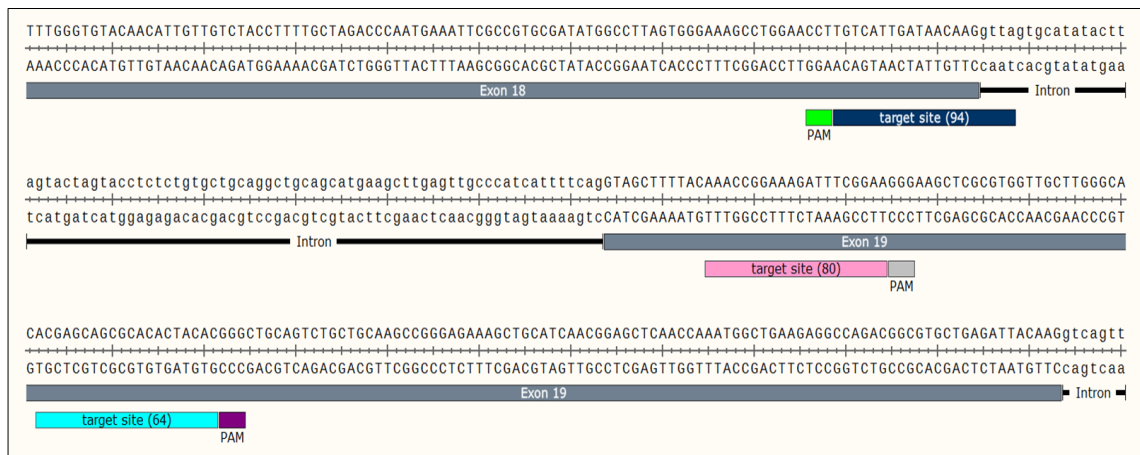 TTTGGGTGTACAACATTGTTGTCTACCTTTTGCTAGACCCAATGAAATTCGCCGTGCGATATGGCCTTAGTGGGAAAGCCTGGAACCTTGTCATTGATAACAAGgttagtgcatatactt
AAACCCACATGTTGTAACAACAGATGGAAAACGATCTGGGTTACTTTAAGCGGCACGCTATACCGGAATCACCCTTTCGGACCTTGGAACAGTAACTATTGTTCcaatcacgtatatgaa
Exon 18 Intron
target site (94)
PAM
agtactagtacctctctgtgctgcaggctgcagcatgaagcttgagttgcccatcattttcagGTAGCTTTTACAAACCGGAAAGATTTCGGAAGGGAAGCTCGCGTGGTTGCTTGGGCA
tcatgatcatggagagacacgacgtccgacgtcgtacttcgaactcaacgggtagtaaaagtcCATCGAAAATGTTTGGCCTTTCTAAAGCCTTCCCTTCGAGCGCACCAACGAACCCGT
Intron Exon 19
target site (80)
PAM
CACGAGCAGCGCACACTACACGGGCTGCAGTCTGCTGCAAGCCGGGAGAAAGCTGCATCAACGGAGCTCAACCAAATGGCTGAAGAGGCCAGACGGCGTGCTGAGATTACAAGgtcagtt
GTGCTCGTCGCGTGTGATGTGCCCGACGTCAGACGACGTTCGGCCCTCTTTCGACGTAGTTGCCTCGAGTTGGTTTACCGACTTCTCCGGTCTGCCGCACGACTCTAATGTTCcagtcaa
Exon 19 Intron
target site (64)
PAM